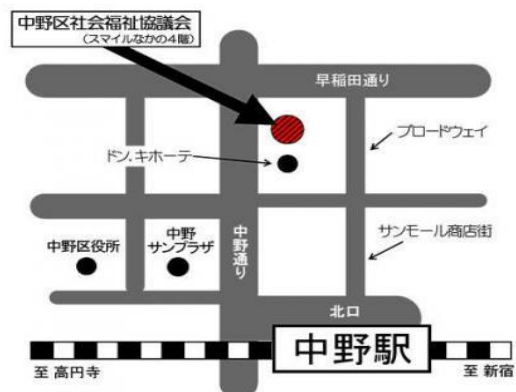 中野区社会福祉協議会
(スマイルなかの4階)
早稲田通り
ブロードウェイ
ドン.キホーテ
サンモール商店街
中野区役所
中野
サンプラザ
中野通り
北口
中野駅
至 高円寺
至 新宿